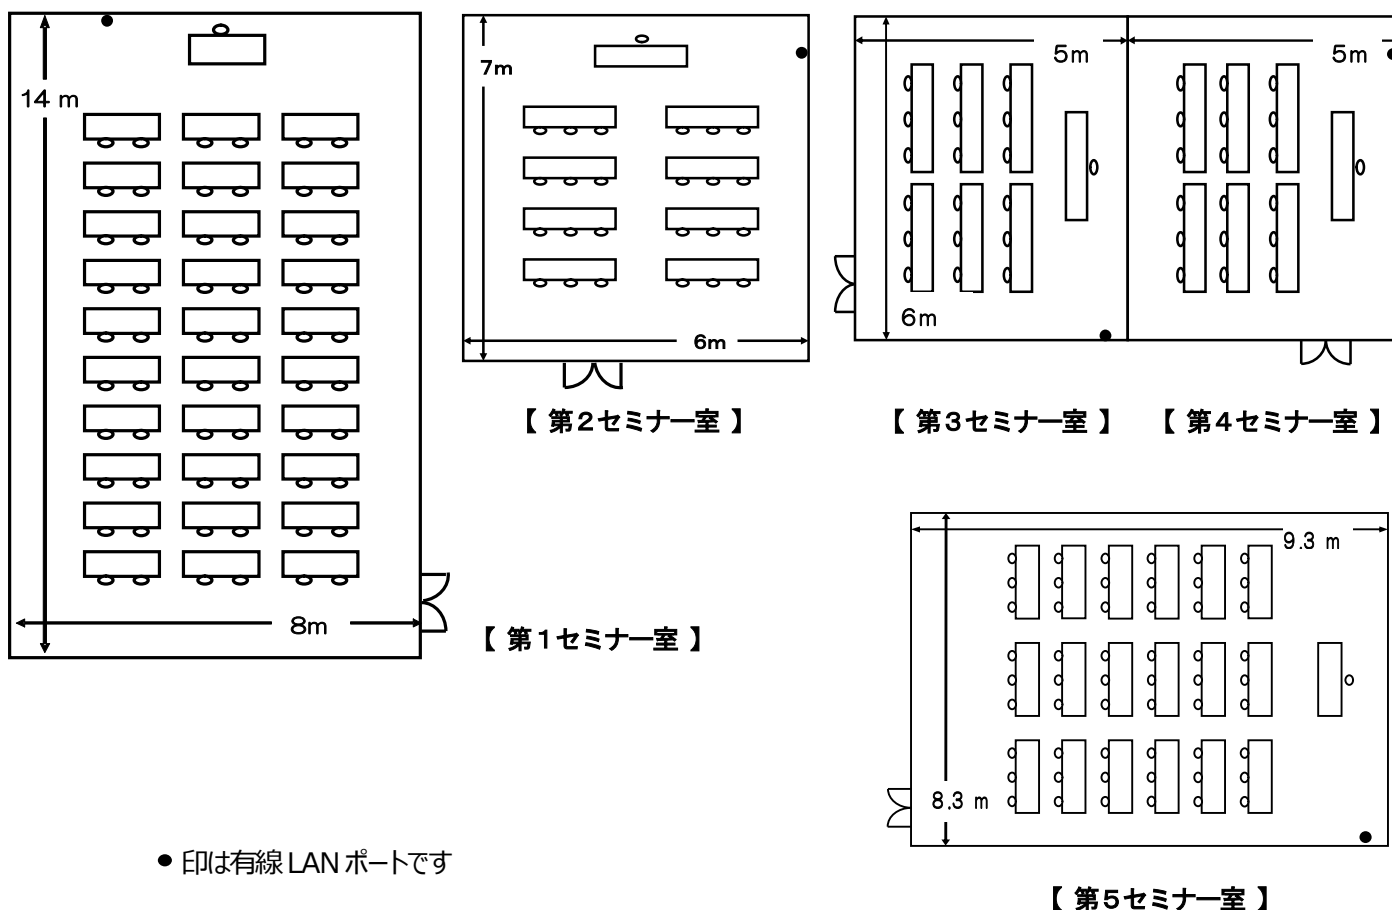 14 m
8m
【 第1セミナー室 】
7m
6m
【 第2セミナー室 】
5m
6m
【 第3セミナー室 】
5m
【 第4セミナー室 】
9.3 m
8.3 m
【 第5セミナー室 】
● 印は有線 LAN ポートです